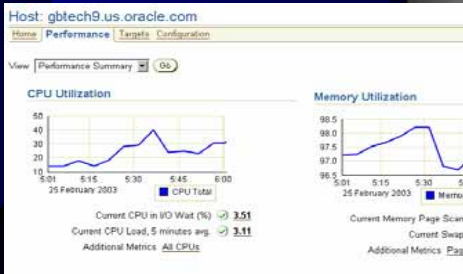 Host: gbtech9.us.oracle.com
Home Performance Targets Configuration
View Performance Summary Go
CPU Utilization
50
40
30
20
10
5:01 5:15 5:30 5:45 6:00
25 February 2003 CPU Total
Current CPU in I/O Wait (%) 3.51
Current CPU Load, 5 minutes avg. 3.11
Additional Metrics All CPUs
Memory Utilization
98.5
98.0
97.5
97.0
96.5
5:01 5:15 5:30 5
25 February 2003 Memo
Current Memory Page Scan
Current Swap
Additional Metrics Pag